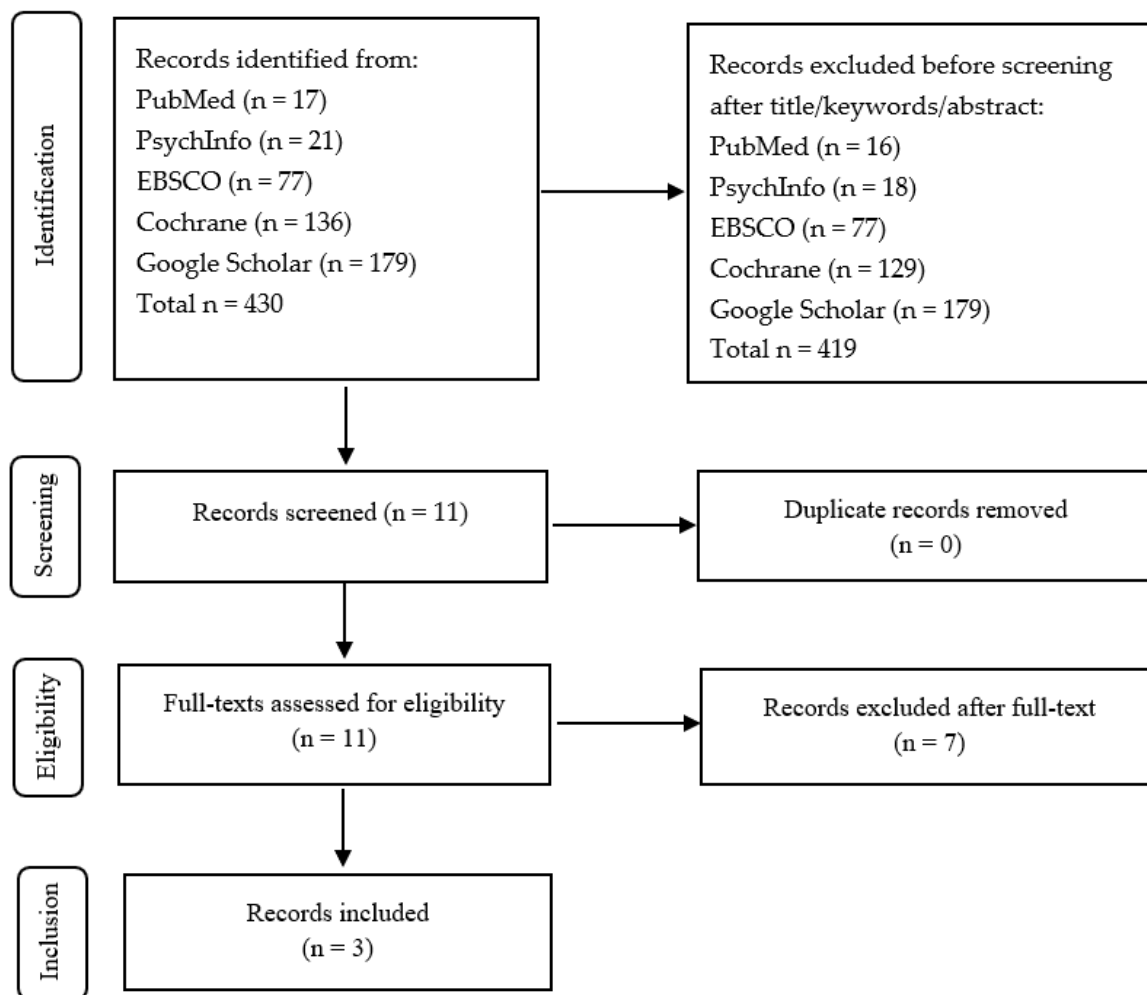 Identification
Records identified from:
PubMed (n = 17)
PsychInfo (n = 21)
EBSCO (n = 77)
Cochrane (n = 136)
Google Scholar (n = 179)
Total n = 430
Records excluded before screening
after title/keywords/abstract:
PubMed (n = 16)
PsychInfo (n = 18)
EBSCO (n = 77)
Cochrane (n = 129)
Google Scholar (n = 179)
Total n = 419
Screening
Records screened (n = 11)
Duplicate records removed
(n = 0)
Eligibility
Full-texts assessed for eligibility
(n = 11)
Records excluded after full-text
(n = 7)
Inclusion
Records included
(n = 3)